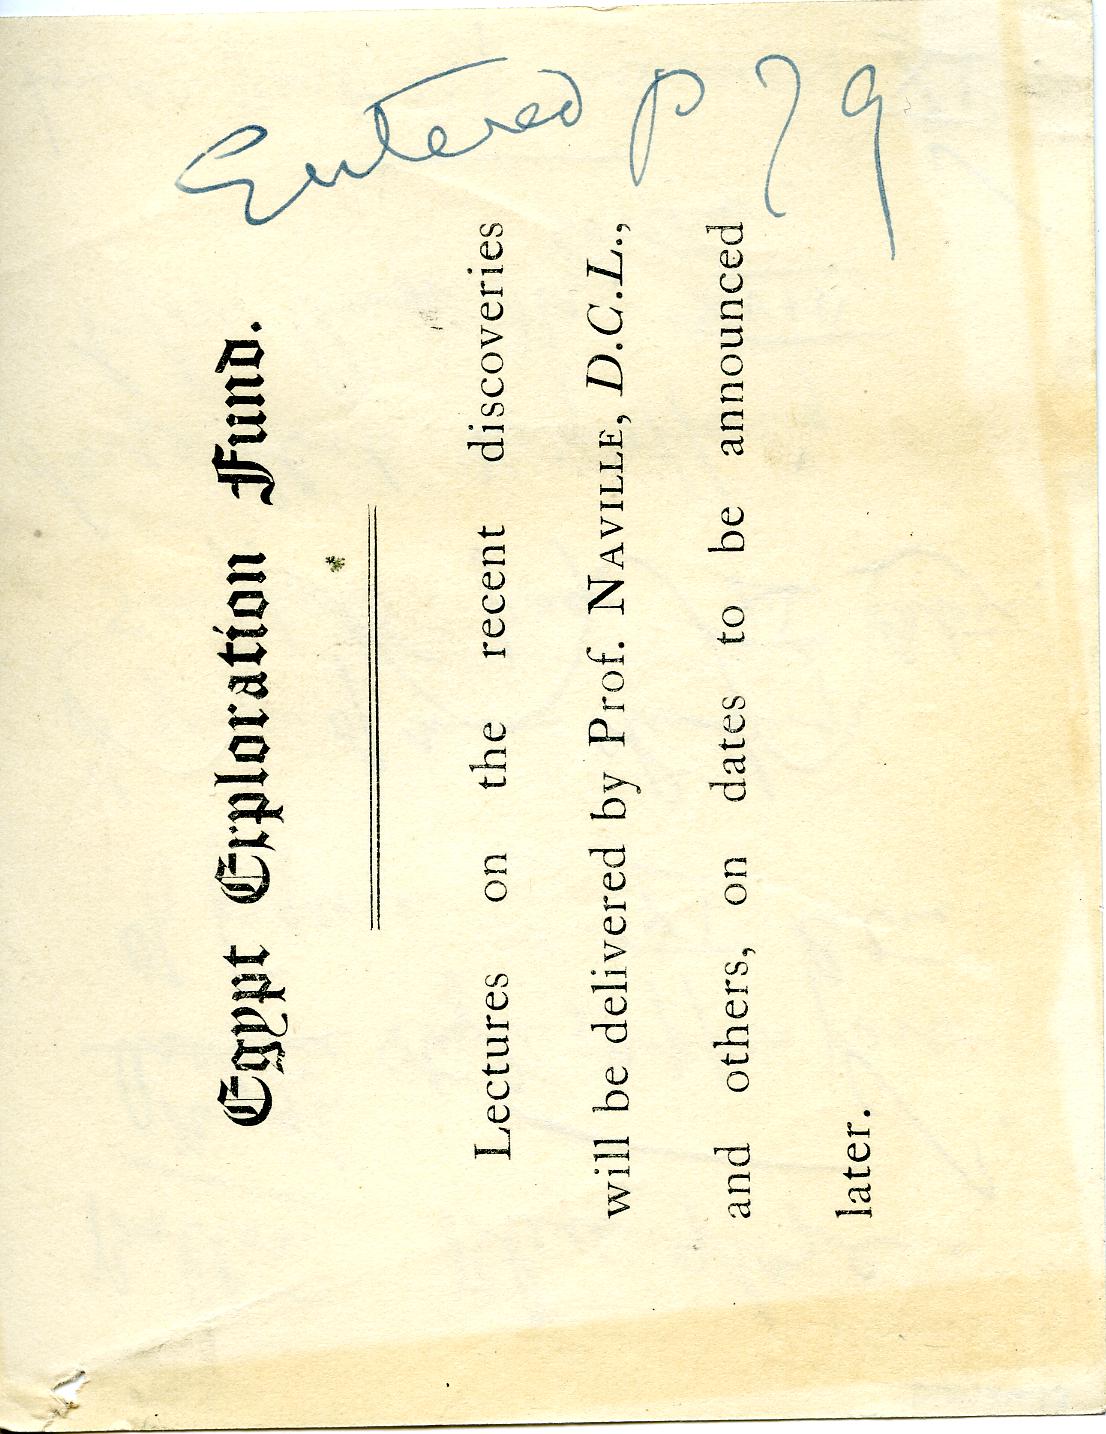 Entered p 79
Egypt Exploration Fund.
Lectures on the recent discoveries
will be delivered by Prof. NAVILLE, D.C.L.,
and others, on dates to be announced
later.